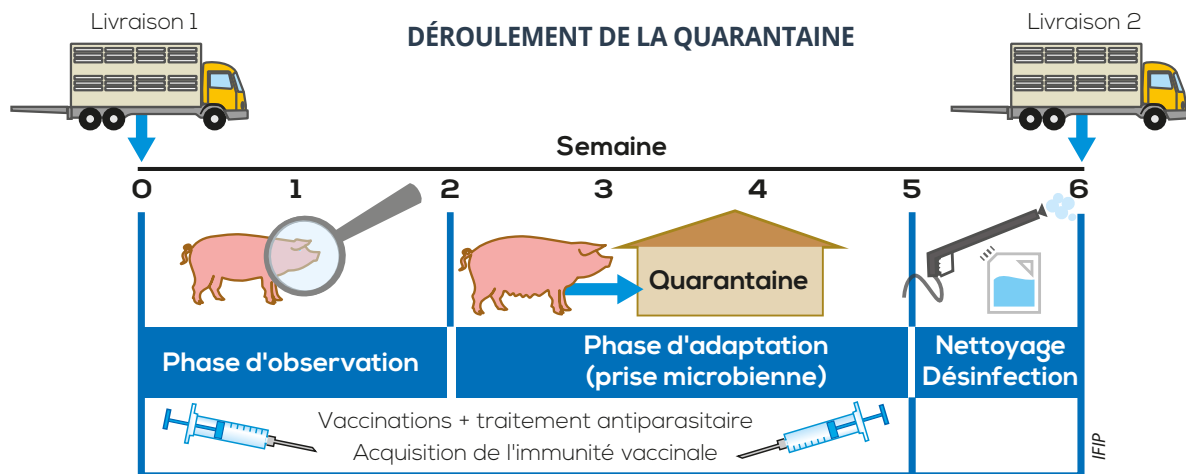 Livraison 1
DÉROULEMENT DE LA QUARANTAINE
Livraison 2
Semaine
0 1 2 3 4 5 6
Quarantaine
Phase d'observation
Phase d'adaptation
(prise microbienne)
Nettoyage
Désinfection
Vaccinations + traitement antiparasitaire
Acquisition de l'immunité vaccinale
IFIP